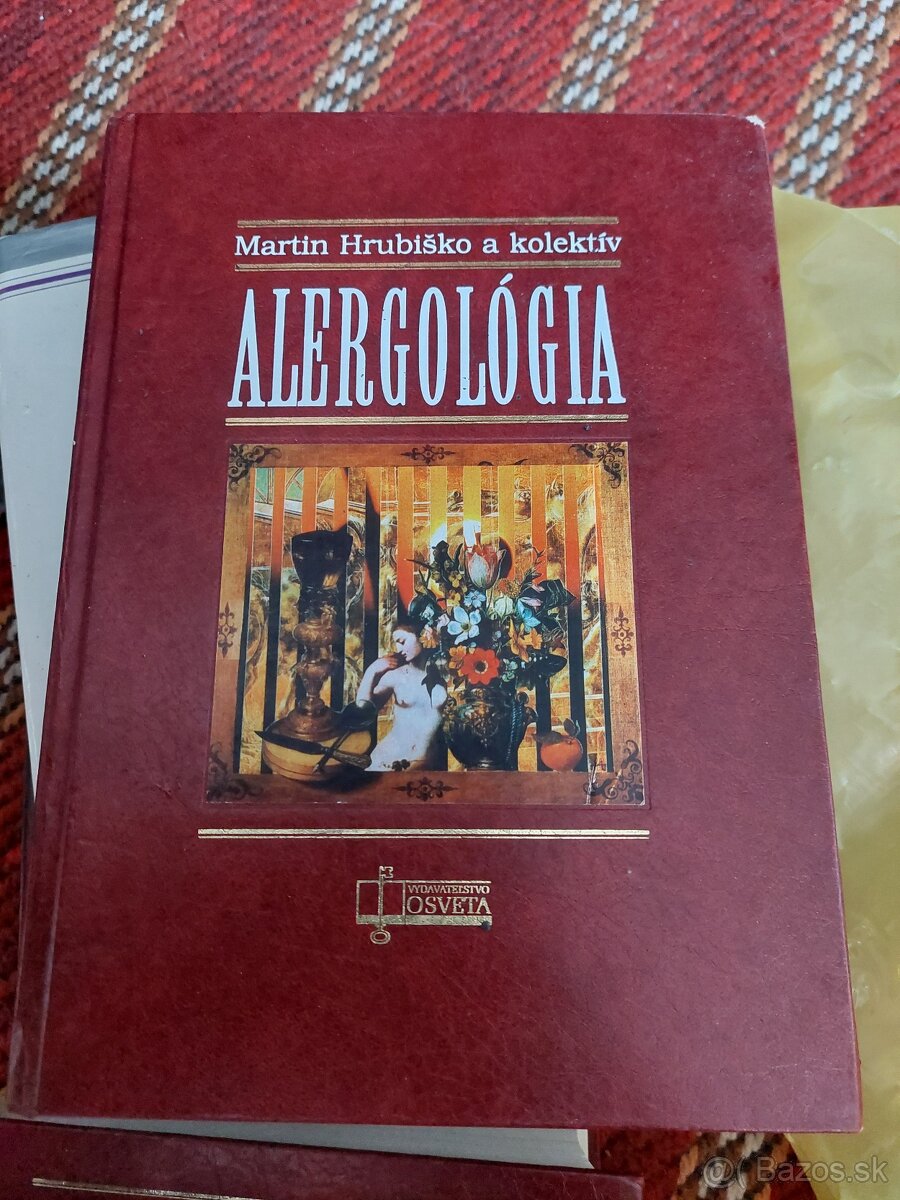 Martin Hrubiško a kolektív
ALERGOLÓGIA
VYDAVATEĽSTVO
OSVETA
@ Bazos.sk